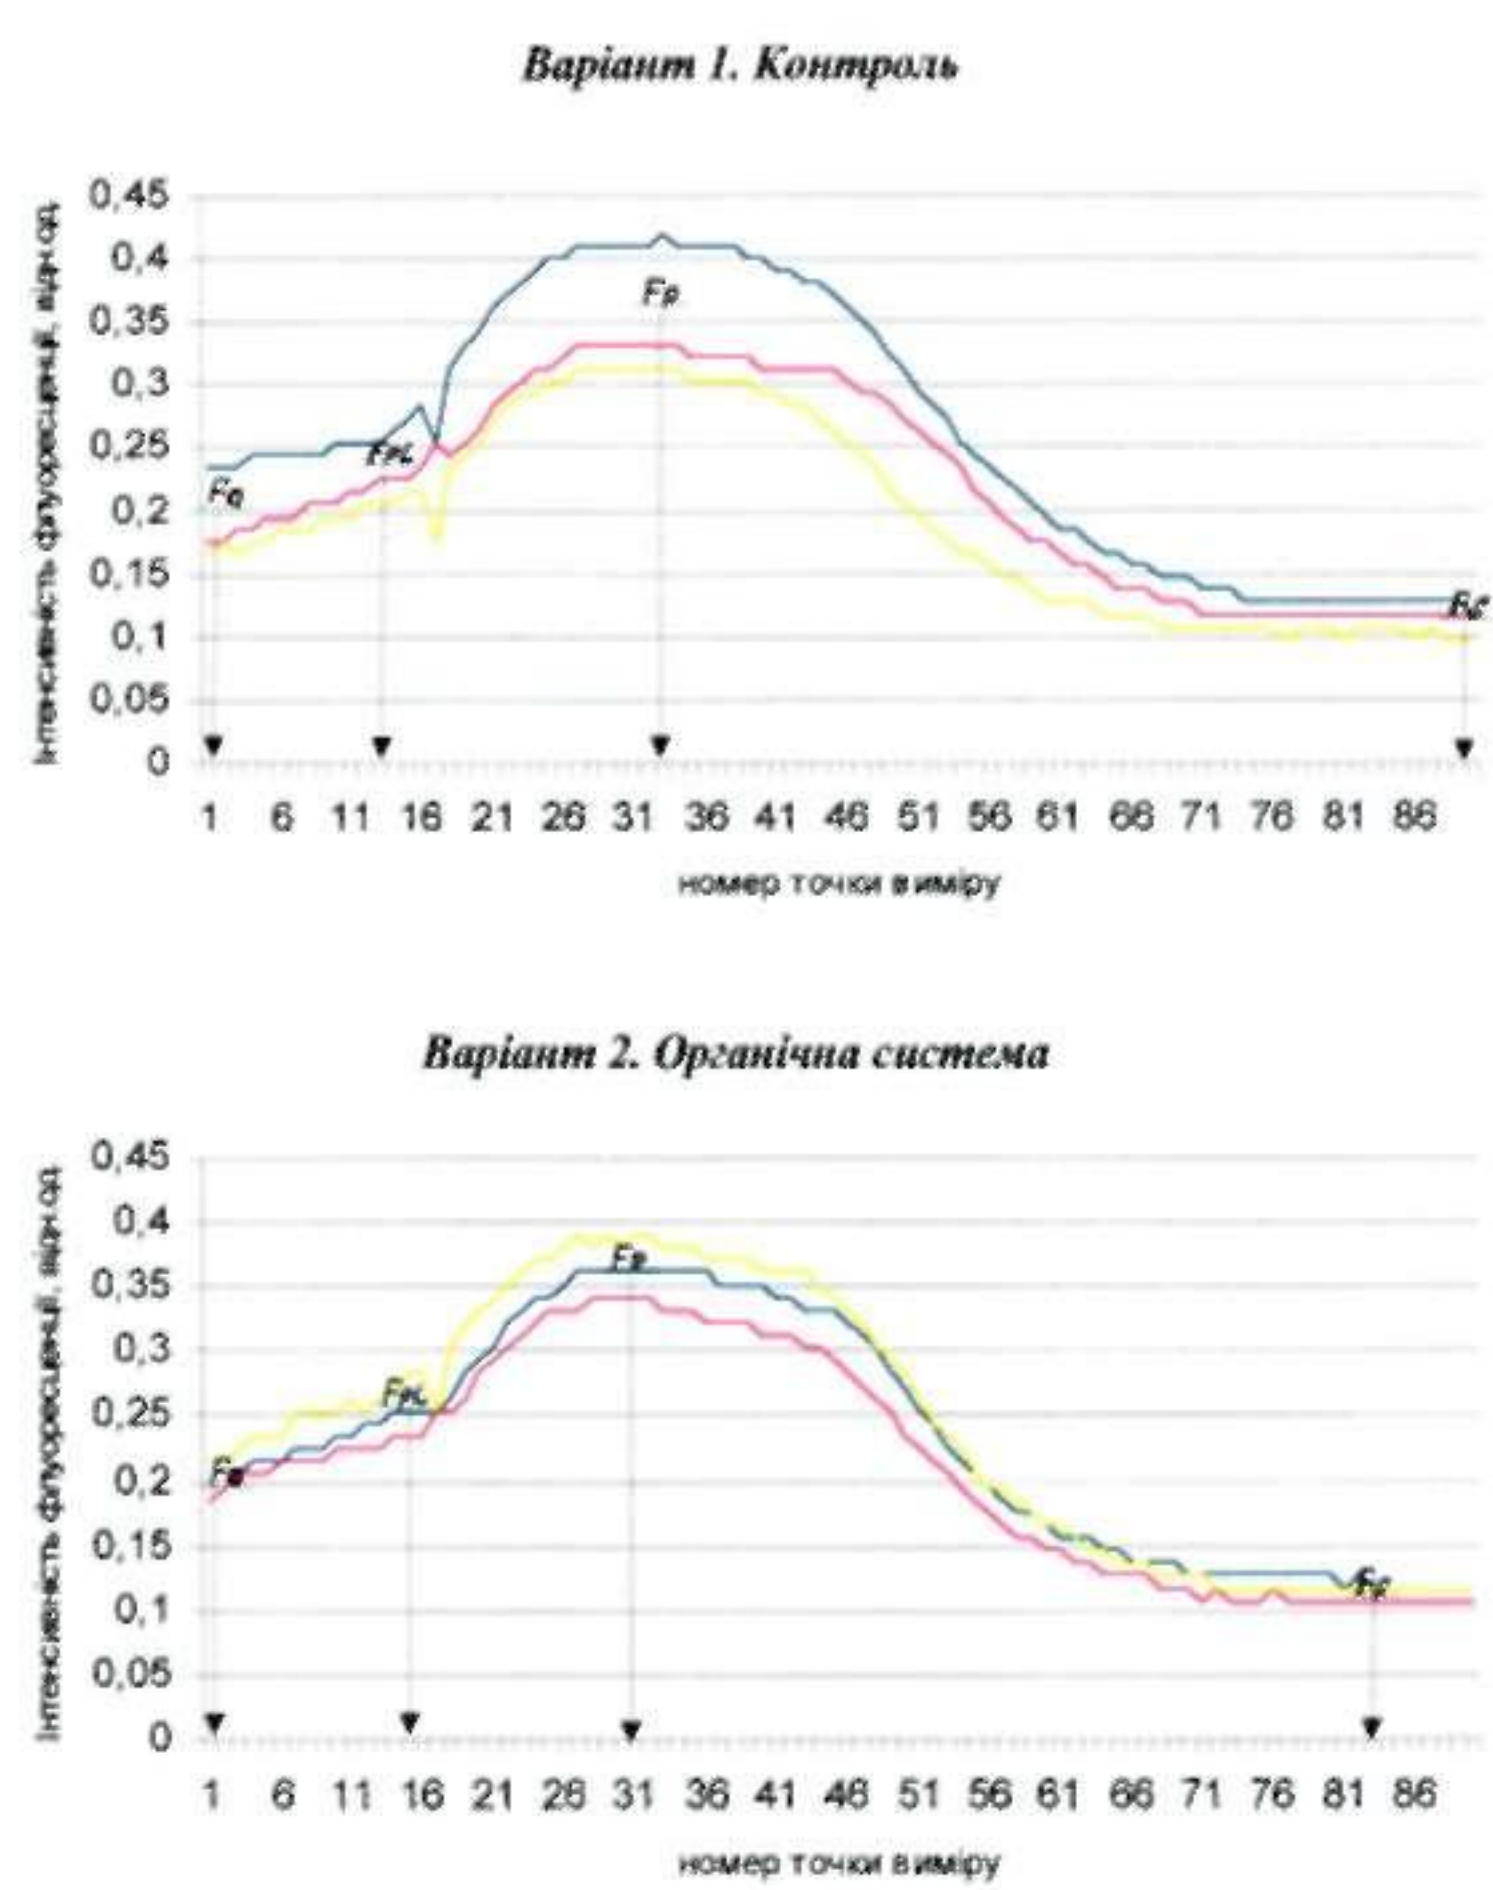 Варіант 1. Контроль
Інтенсивність флуоресценції, відн.од.
0,45
0,4
0,35
0,3
0,25
0,2
0,15
0,1
0,05
0
Fp
Fpl
Fo
1 6 11 16 21 26 31 36 41 46 51 56 61 66 71 76 81 86
номер точки виміру
Варіант 2. Органічна система
Інтенсивність флуоресценції, відн.од.
0,45
0,4
0,35
0,3
0,25
0,2
0,15
0,1
0,05
0
Fp
Fpl
Fo
1 6 11 16 21 26 31 36 41 46 51 56 61 66 71 76 81 86
номер точки виміру